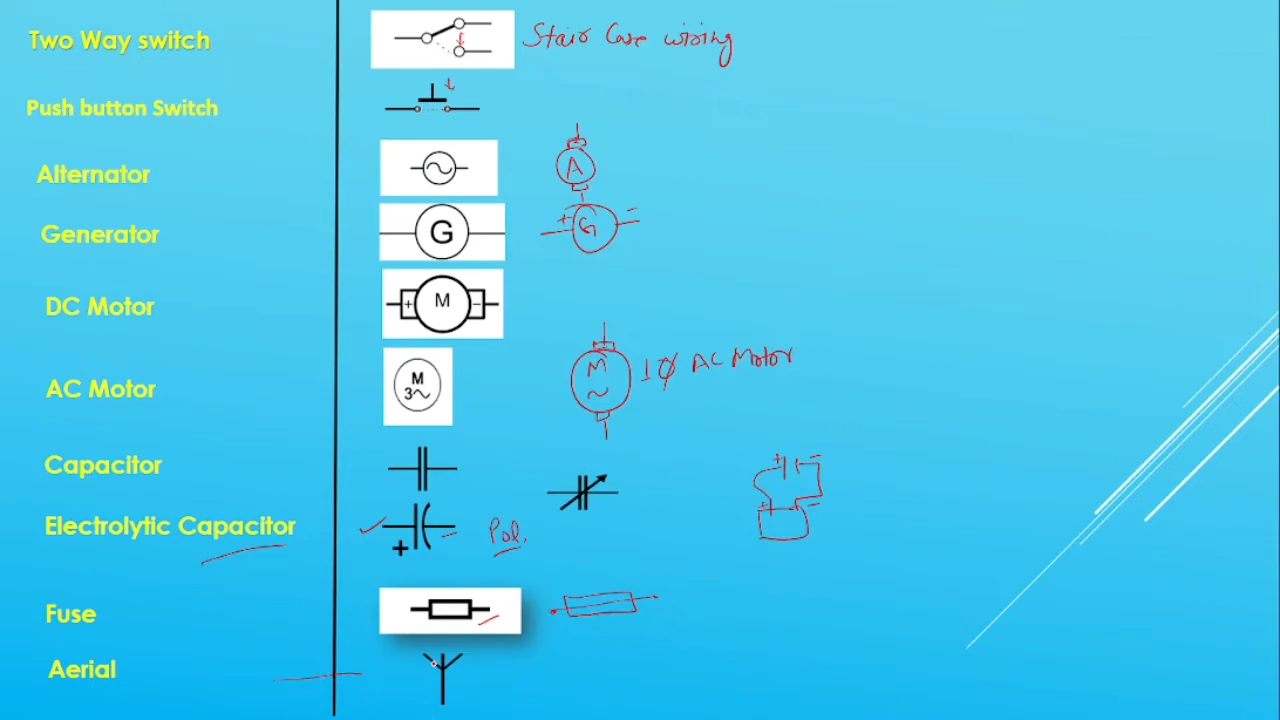 Two Way switch
Stair Case wiring
Push button Switch
Alternator
A
Generator
G
+ G -
DC Motor
+ M -
AC Motor
M
3~
M
~
1φ AC Motor
Capacitor
+ -
+ -
Electrolytic Capacitor
+ -
Pol.
Fuse
Aerial